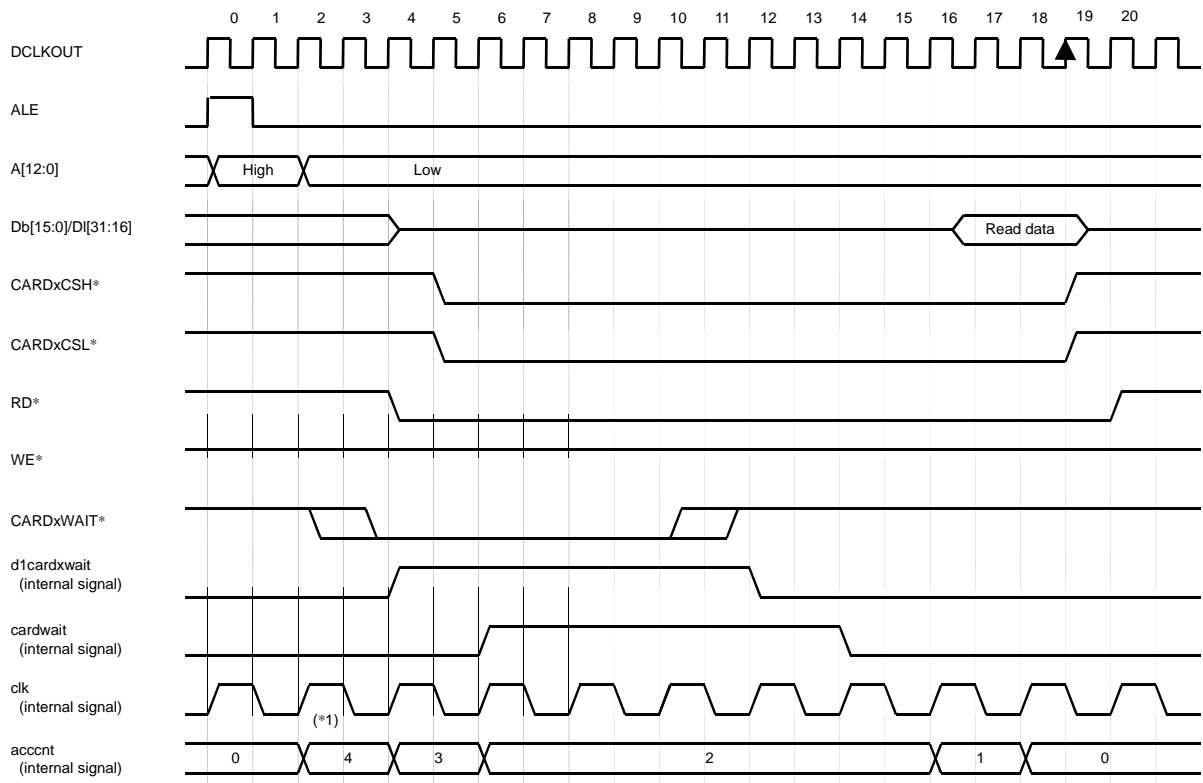 0 1 2 3 4 5 6 7 8 9 10 11 12 13 14 15 16 17 18 19 20
DCLKOUT
ALE
A[12:0] High Low
Db[15:0]/DI[31:16] Read data
CARDxCSH*
CARDxCSL*
RD*
WE*
CARDxWAIT*
d1cardxwait
(internal signal)
cardwait
(internal signal)
clk
(internal signal)
(*1)
acccnt
(internal signal)
0 4 3 2 1 0